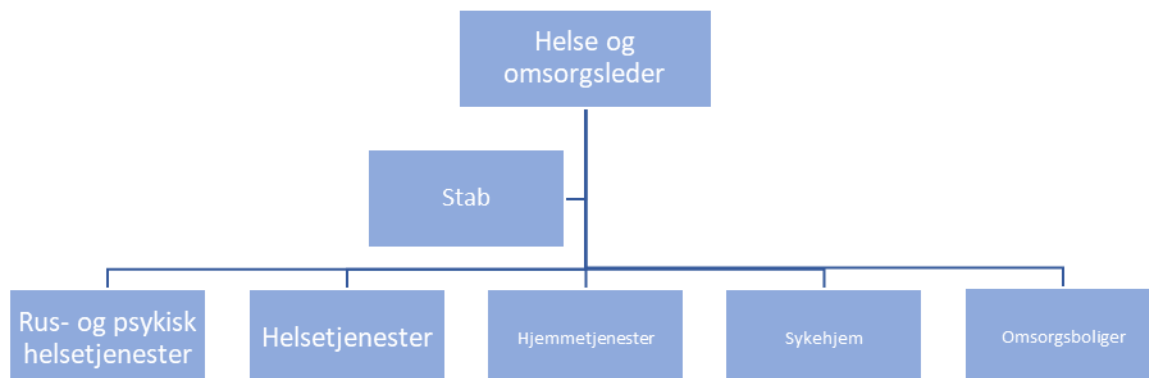 Helse og
omsorgsleder
Stab
Rus- og psykisk
helsetjenester
Helsetjenester
Hjemmetjenester
Sykehjem
Omsorgsboliger